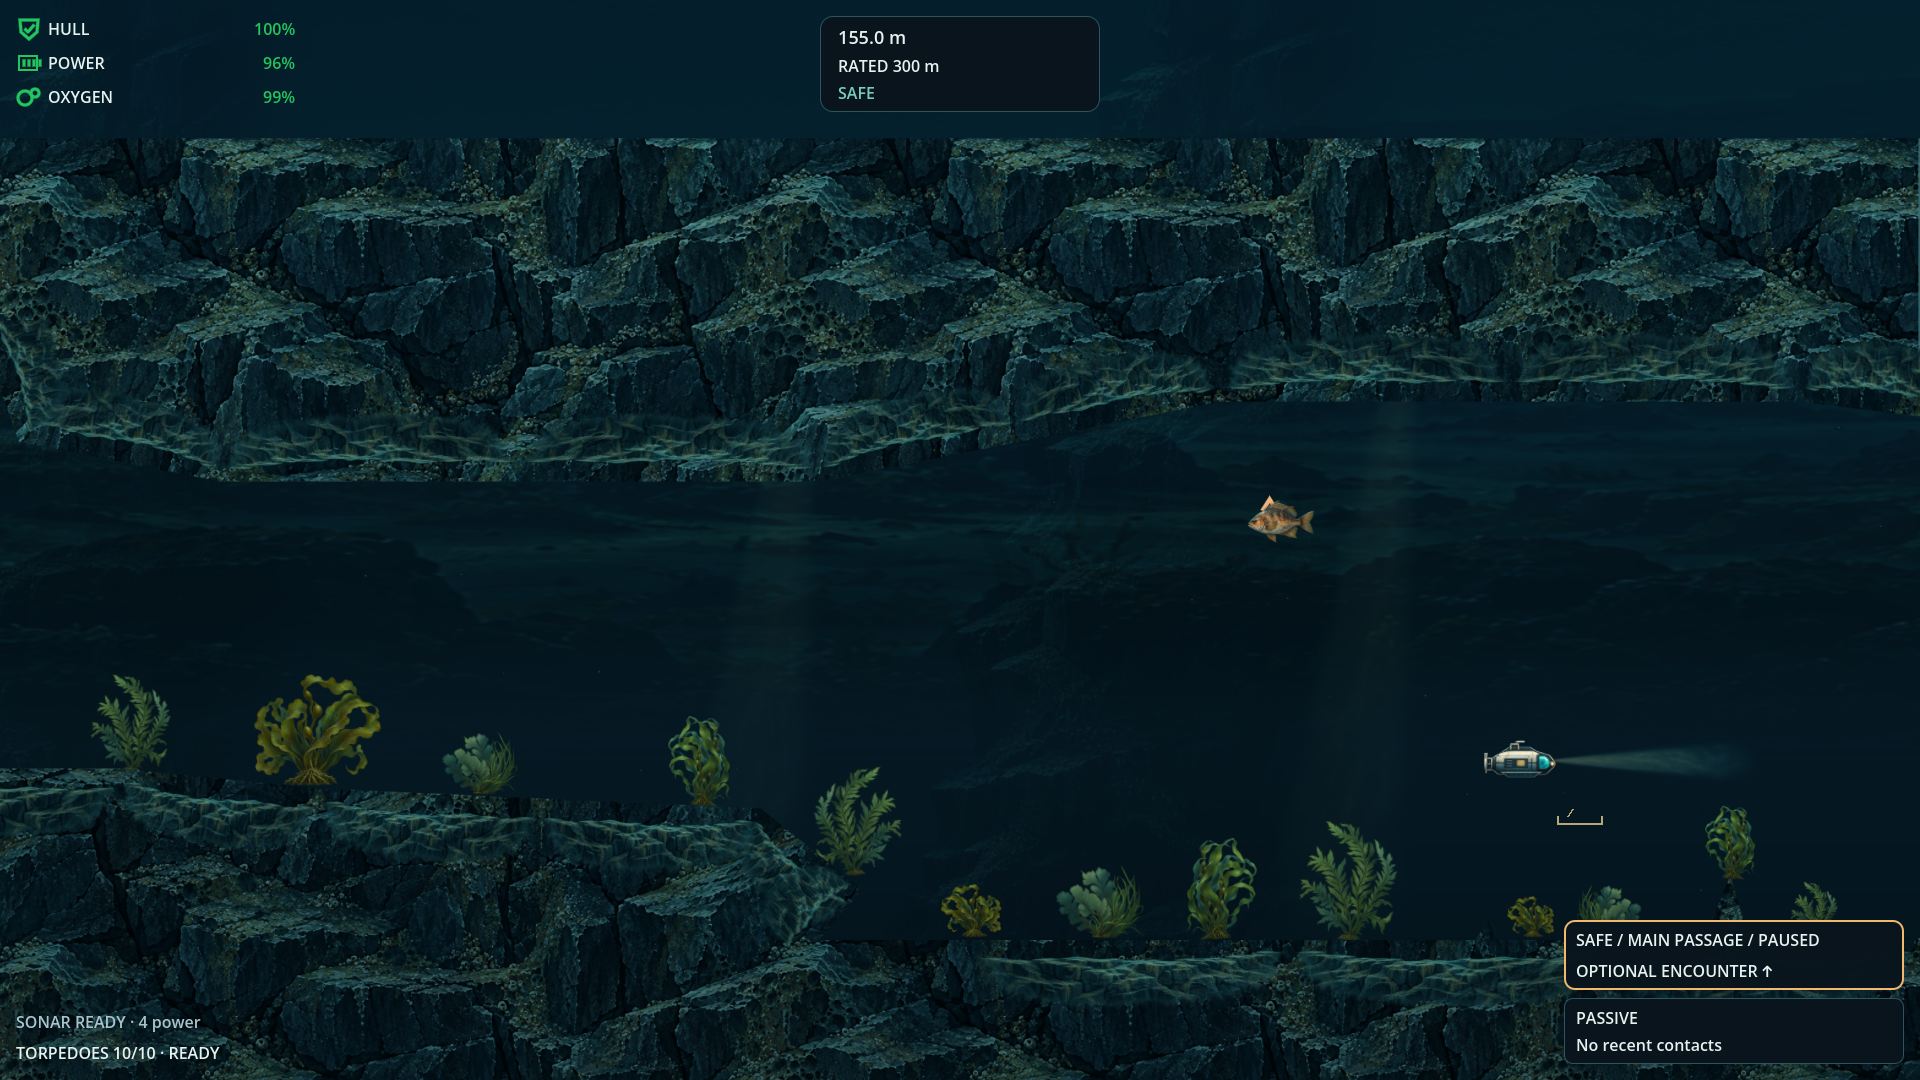 HULL 100%
POWER 96%
OXYGEN 99%
155.0 m
RATED 300 m
SAFE
SAFE / MAIN PASSAGE / PAUSED
OPTIONAL ENCOUNTER ↑
PASSIVE
No recent contacts
SONAR READY · 4 power
TORPEDOES 10/10 · READY